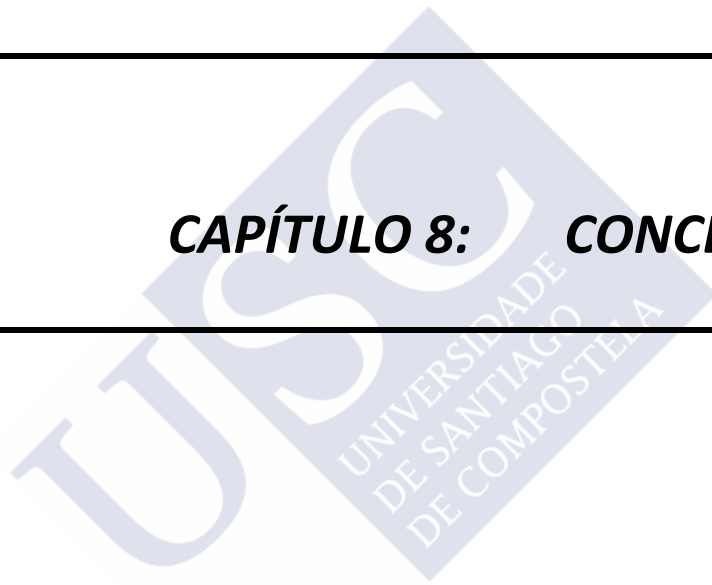 CAPÍTULO 8:
USC
UNIVERSIDADE
DE SANTIAGO
DE COMPOSTELA